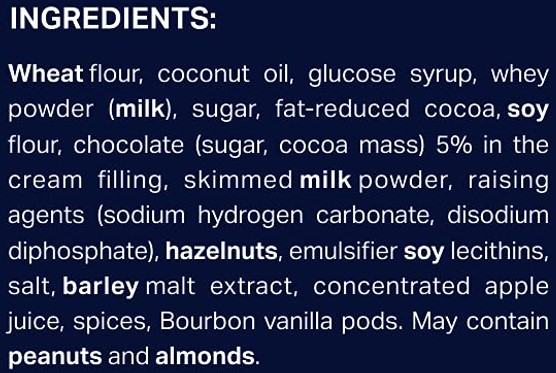 INGREDIENTS:
Wheat flour, coconut oil, glucose syrup, whey
powder (milk), sugar, fat-reduced cocoa, soy
flour, chocolate (sugar, cocoa mass) 5% in the
cream filling, skimmed milk powder, raising
agents (sodium hydrogen carbonate, disodium
diphosphate), hazelnuts, emulsifier soy lecithins,
salt, barley malt extract, concentrated apple
juice, spices, Bourbon vanilla pods. May contain
peanuts and almonds.